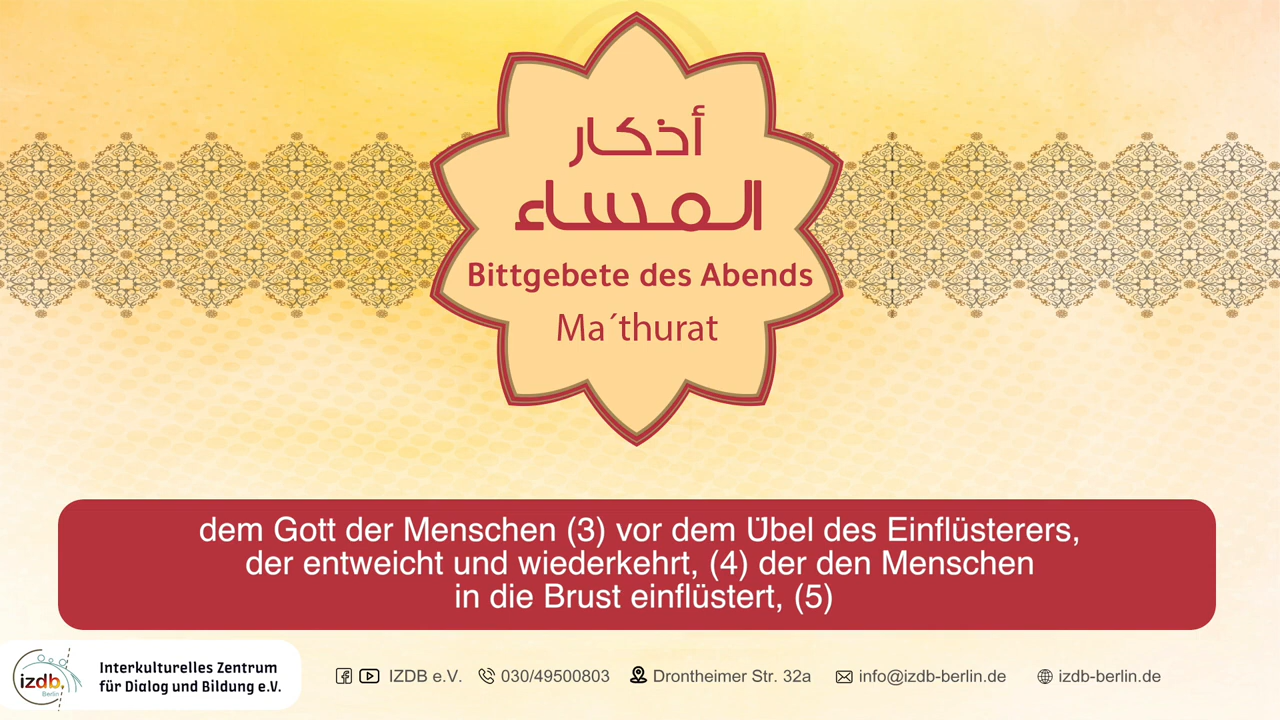 أذكار
المساء
Bittgebete des Abends
Ma´thurat
dem Gott der Menschen (3) vor dem Übel des Einflüsterers,
der entweicht und wiederkehrt, (4) der den Menschen
in die Brust einflüstert, (5)
izdb
Berlin
Interkulturelles Zentrum
für Dialog und Bildung e.V.
IZDB e.V. 030/49500803 Drontheimer Str. 32a info@izdb-berlin.de izdb-berlin.de